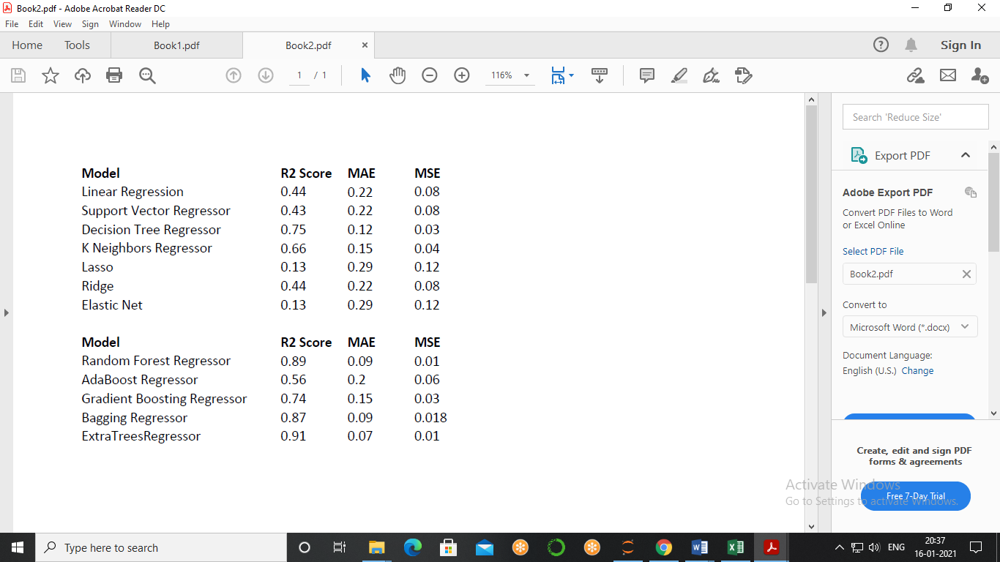 Book2.pdf - Adobe Acrobat Reader DC
File Edit View Sign Window Help
Home Tools Book1.pdf Book2.pdf × Sign In
1 / 1 116%
Search 'Reduce Size'
Export PDF
Adobe Export PDF
Convert PDF Files to Word
or Excel Online
Select PDF File
Book2.pdf
Convert to
Microsoft Word (*.docx)
Document Language:
English (U.S.) Change
Create, edit and sign PDF
forms & agreements
Free 7-Day Trial
Model R2 Score MAE MSE
Linear Regression 0.44 0.22 0.08
Support Vector Regressor 0.43 0.22 0.08
Decision Tree Regressor 0.75 0.12 0.03
K Neighbors Regressor 0.66 0.15 0.04
Lasso 0.13 0.29 0.12
Ridge 0.44 0.22 0.08
Elastic Net 0.13 0.29 0.12
Model R2 Score MAE MSE
Random Forest Regressor 0.89 0.09 0.01
AdaBoost Regressor 0.56 0.2 0.06
Gradient Boosting Regressor 0.74 0.15 0.03
Bagging Regressor 0.87 0.09 0.018
ExtraTreesRegressor 0.91 0.07 0.01
Activate Windows
Go to Settings to activate Windows.
Type here to search
ENG
20:37
16-01-2021